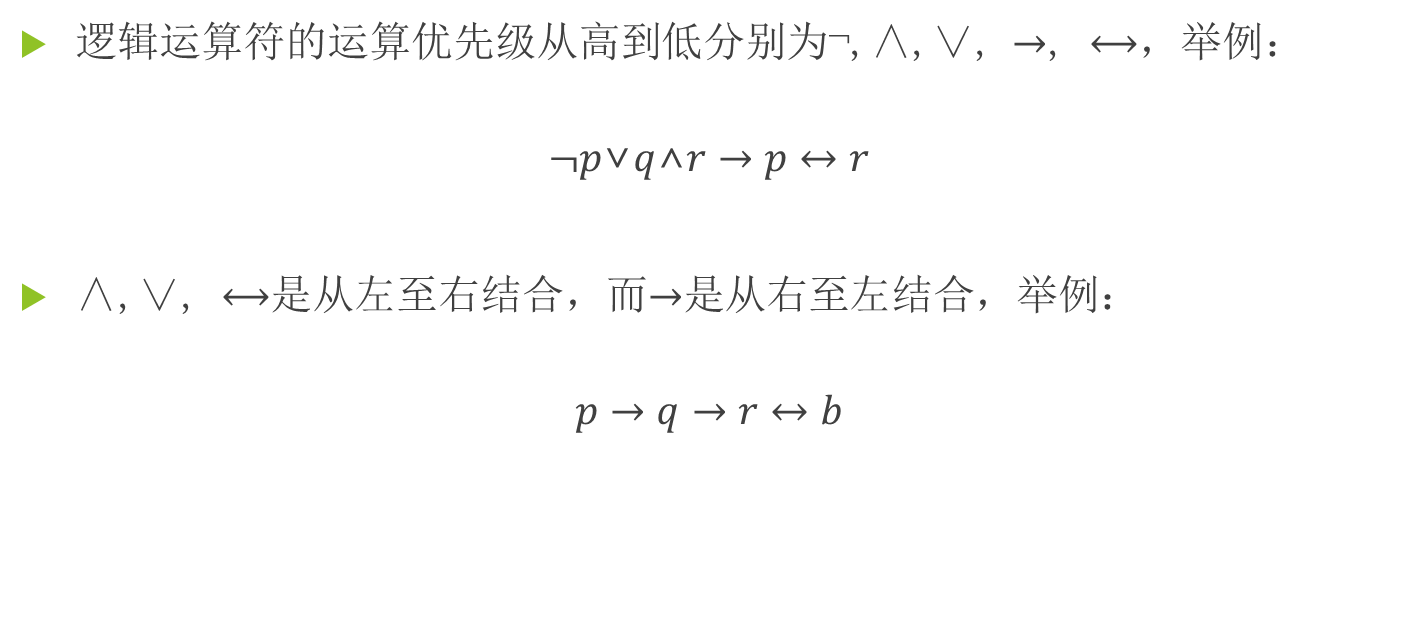 逻辑运算符的运算优先级从高到低分别为¬, ∧, ∨, →, ↔，举例：
¬p∨q∧r → p ↔ r
∧, ∨, ↔是从左至右结合，而→是从右至左结合，举例：
p → q → r ↔ b